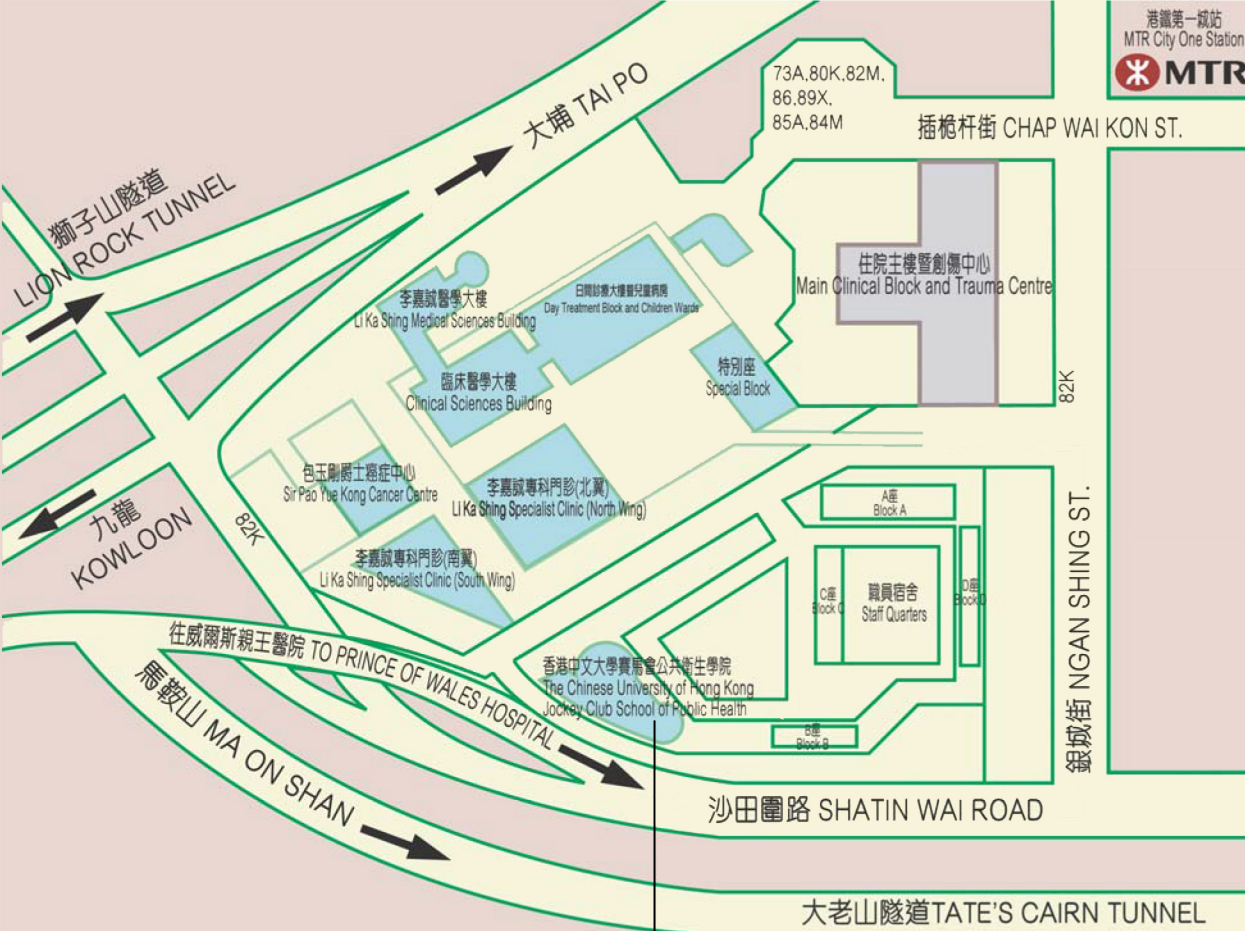 港鐵第一城站
MTR City One Station
MTR
73A,80K,82M,
86,89X,
85A,84M
大埔 TAI PO
插桅杆街 CHAP WAI KON ST.
獅子山隧道
LION ROCK TUNNEL
住院主樓暨創傷中心
Main Clinical Block and Trauma Centre
李嘉誠醫學大樓
Li Ka Shing Medical Sciences Building
日間診療大樓暨兒童病房
Day Treatment Block and Children Wards
特別座
Special Block
臨床醫學大樓
Clinical Sciences Building
82K
包玉剛爵士癌症中心
Sir Pao Yue Kong Cancer Centre
李嘉誠專科門診(北翼)
Li Ka Shing Specialist Clinic (North Wing)
A座
Block A
九龍
KOWLOON
82K
李嘉誠專科門診(南翼)
Li Ka Shing Specialist Clinic (South Wing)
C座
Block C
職員宿舍
Staff Quarters
D座
Block D
銀城街 NGAN SHING ST.
往威爾斯親王醫院 TO PRINCE OF WALES HOSPITAL
香港中文大學賽馬會公共衛生學院
The Chinese University of Hong Kong
Jockey Club School of Public Health
馬鞍山 MA ON SHAN
B座
Block B
沙田圍路 SHATIN WAI ROAD
大老山隧道TATE'S CAIRN TUNNEL